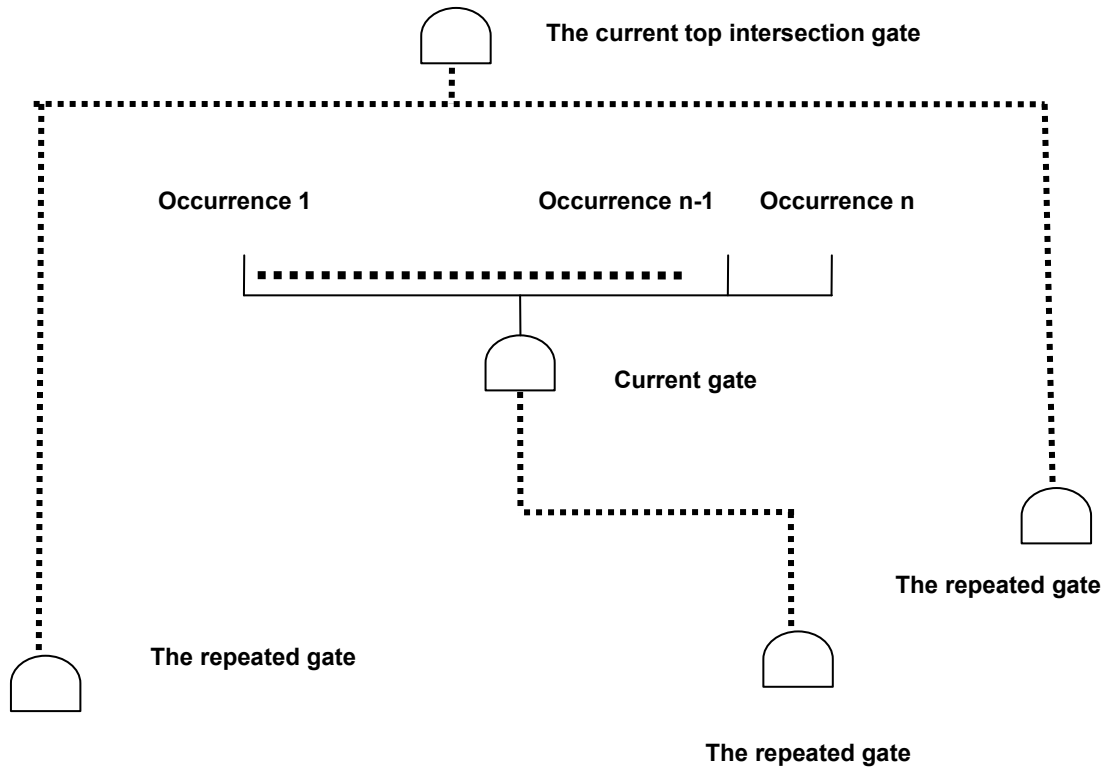 The current top intersection gate
Occurrence 1
Occurrence n-1
Occurrence n
Current gate
The repeated gate
The repeated gate
The repeated gate